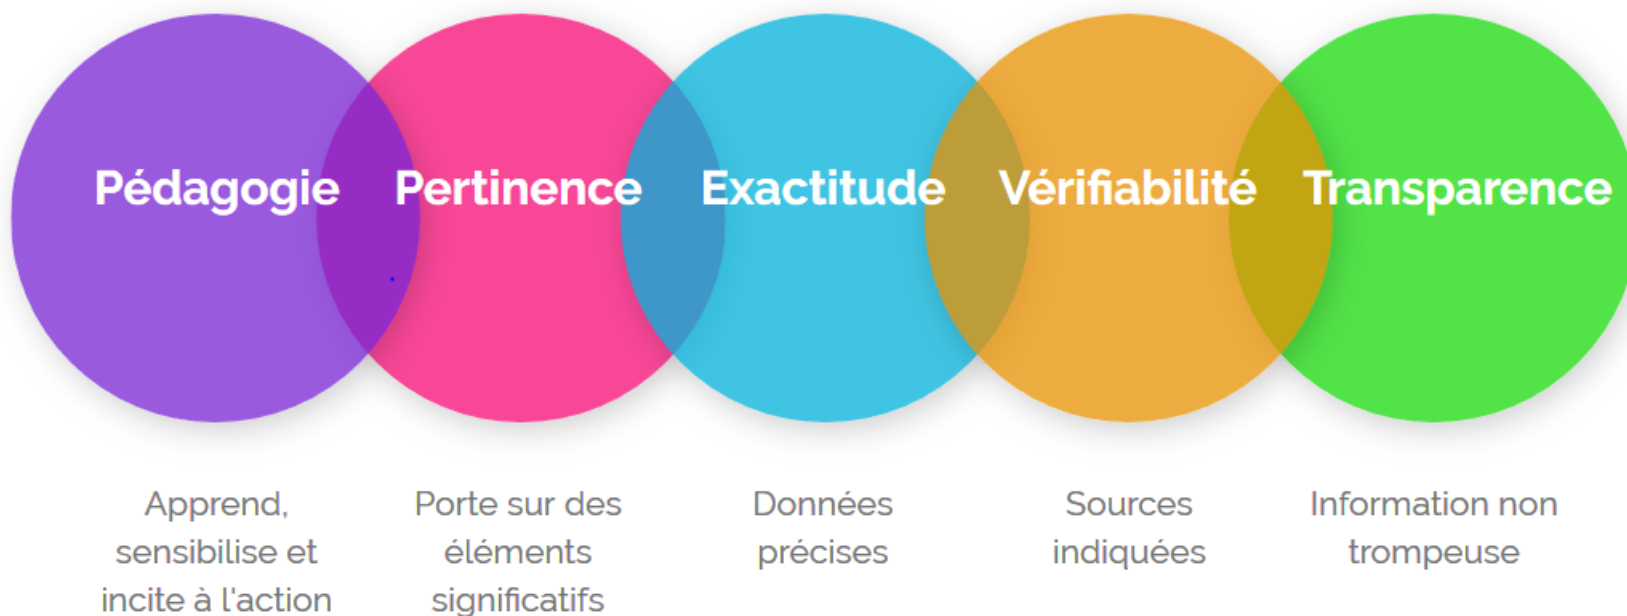 Pédagogie
Pertinence
Exactitude
Vérifiabilité
Transparence
Apprend,
sensibilise et
incite à l'action
Porte sur des
éléments
significatifs
Données
précises
Sources
indiquées
Information non
trompeuse